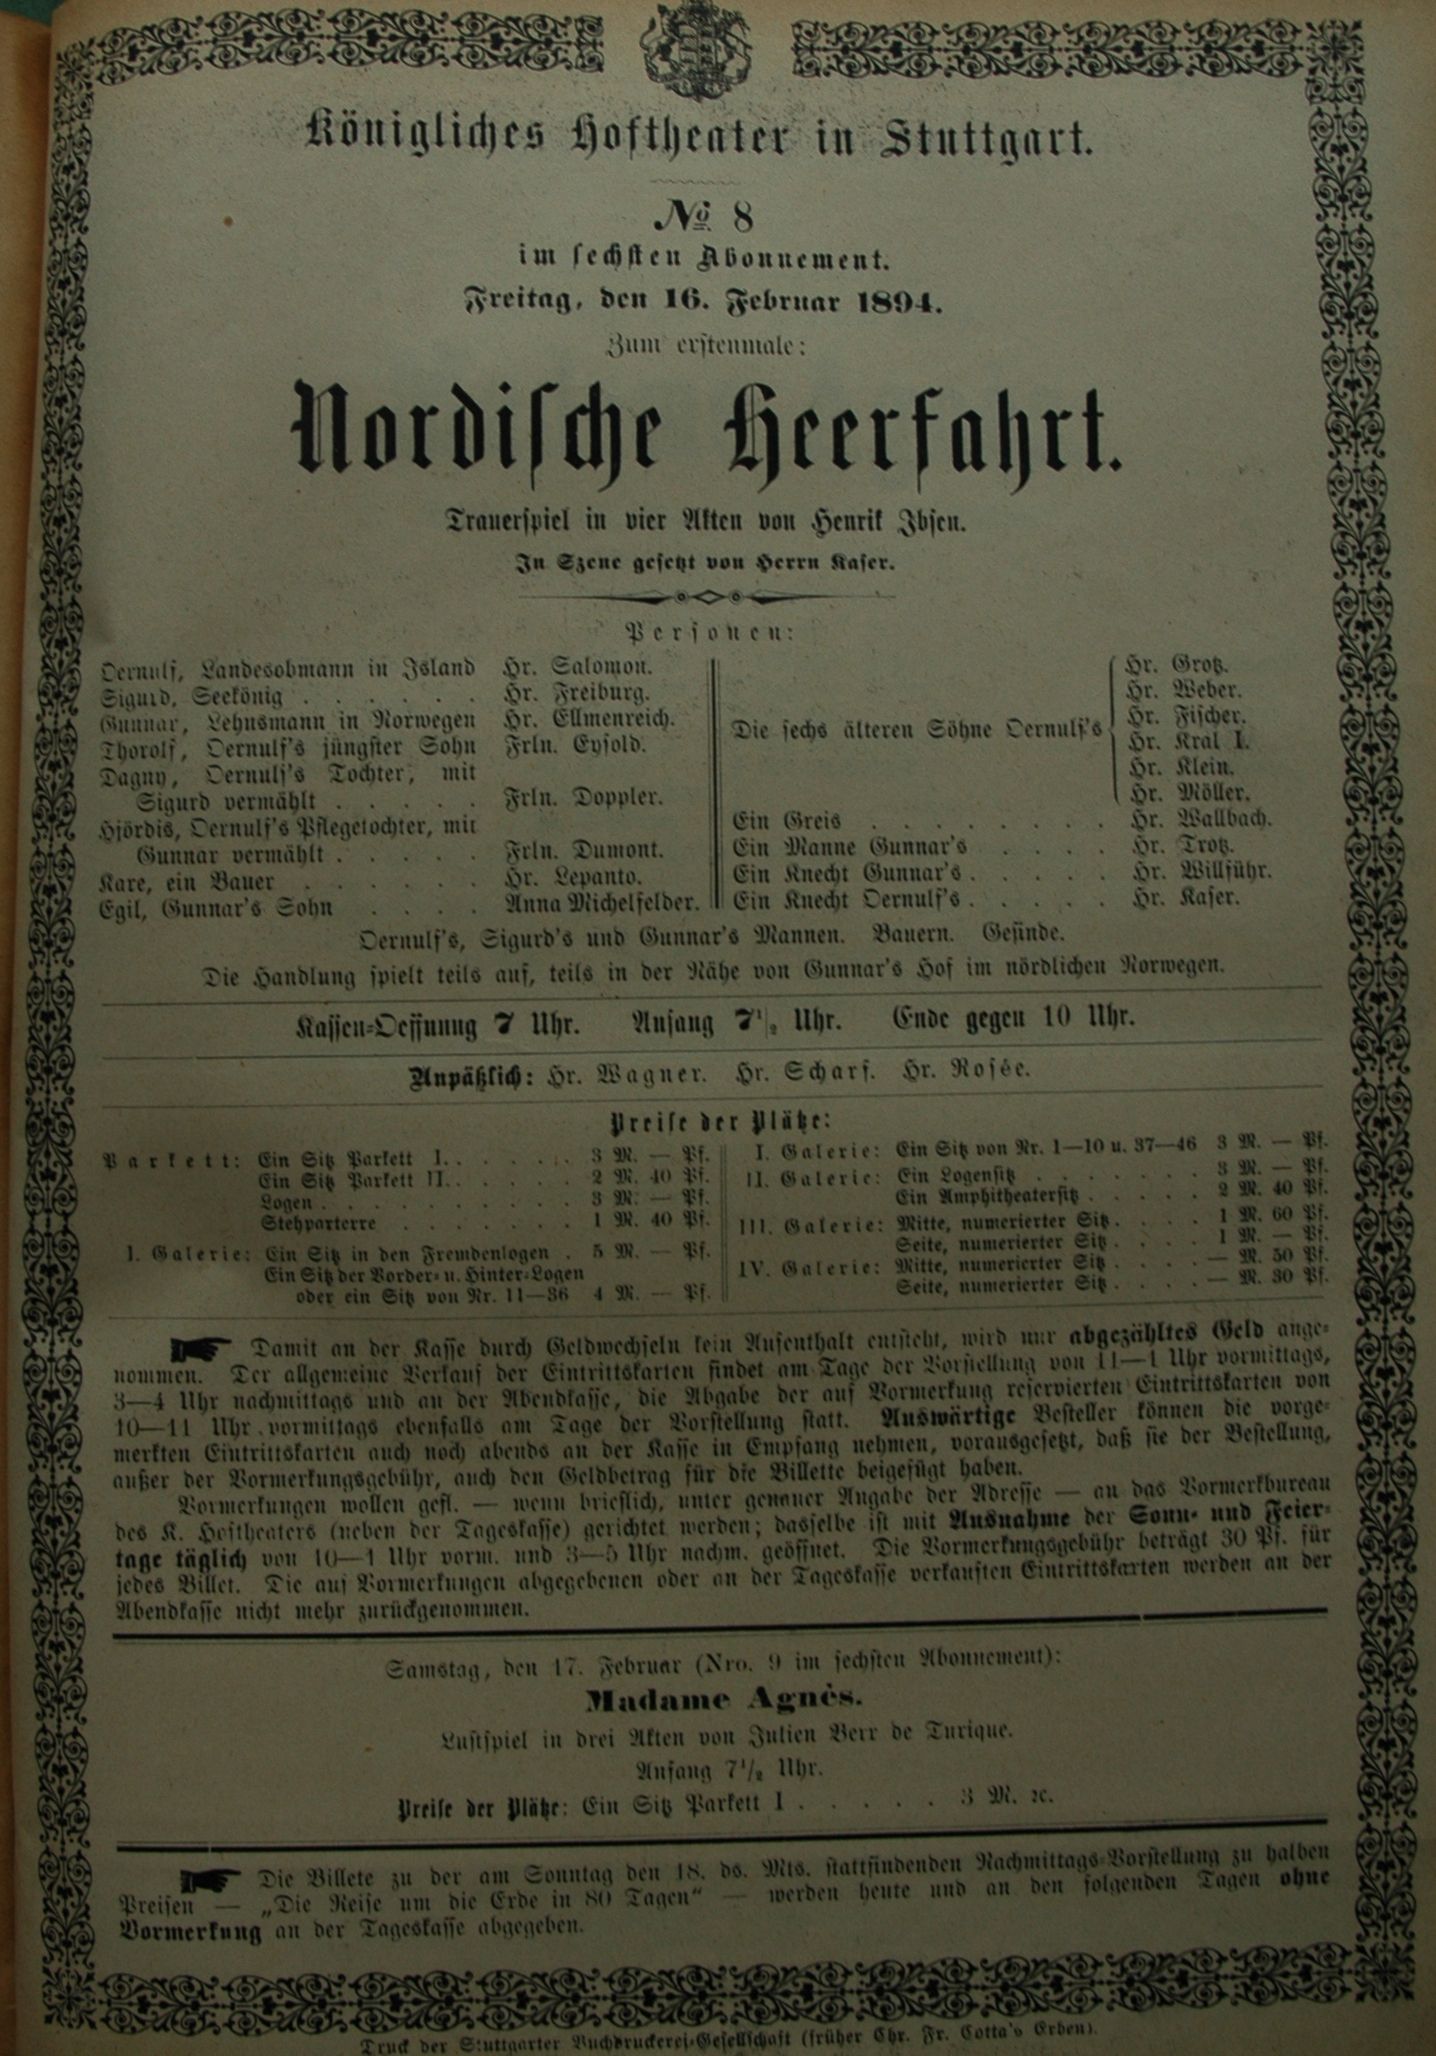 Königliches Hoftheater in Stuttgart.
No 8
im sechsten Abonnement.
Freitag, den 16. Februar 1894.
Zum erstenmale:
Nordische Heerfahrt.
Trauerspiel in vier Akten von Henrik Ibsen.
In Szene gesetzt von Herrn Kaser.
Personen:
Oernulf, Landesobmann in Island Hr. Salomon.
Sigurd, Seekönig . . . . . . Hr. Freiburg.
Gunnar, Lehnsmann in Norwegen Hr. Ellmenreich.
Thorolf, Oernulf's jüngster Sohn Frln. Eysold.
Dagny, Oernulf's Tochter, mit
Sigurd vermählt . . . . . Frln. Doppler.
Hjördis, Oernulf's Pflegetochter, mit
Gunnar vermählt . . . . . Frln. Dumont.
Kare, ein Bauer . . . . . . Hr. Lepanto.
Egil, Gunnar's Sohn . . . . Anna Michelfelder.
Die sechs älteren Söhne Oernulf's
Hr. Grotz.
Hr. Weber.
Hr. Fischer.
Hr. Kral I.
Hr. Klein.
Hr. Möller.
Ein Greis . . . . . . . . . Hr. Wallbach.
Ein Manne Gunnar's . . . . Hr. Trotz.
Ein Knecht Gunnar's . . . . . Hr. Willführ.
Ein Knecht Oernulf's . . . . . Hr. Kaser.
Oernulf's, Sigurd's und Gunnar's Mannen. Bauern. Gesinde.
Die Handlung spielt teils auf, teils in der Nähe von Gunnar's Hof im nördlichen Norwegen.
Kassen-Oeffnung 7 Uhr. Anfang 7 1/2 Uhr. Ende gegen 10 Uhr.
Unpäßlich: Hr. Wagner. Hr. Scharf. Hr. Rosée.
Preise der Plätze:
Parkett: Ein Sitz Parkett I. . . . . . 3 M. — Pf.
Ein Sitz Parkett II. . . . . . 2 M. 40 Pf.
Logen . . . . . . . . . . 3 M. — Pf.
Stehparterre . . . . . . . 1 M. 40 Pf.
I. Galerie: Ein Sitz in den Fremdenlogen . 5 M. — Pf.
Ein Sitz der Vorder- u. Hinter-Logen
oder ein Sitz von Nr. 11—36 4 M. — Pf.
I. Galerie: Ein Sitz von Nr. 1—10 u. 37—46 3 M. — Pf.
II. Galerie: Ein Logensitz . . . . . . . 3 M. — Pf.
Ein Amphitheatersitz . . . . . 2 M. 40 Pf.
III. Galerie: Mitte, numerierter Sitz . . . . 1 M. 60 Pf.
Seite, numerierter Sitz . . . . 1 M. — Pf.
IV. Galerie: Mitte, numerierter Sitz . . . . — M. 50 Pf.
Seite, numerierter Sitz . . . . — M. 30 Pf.
Damit an der Kasse durch Geldwechseln kein Aufenthalt entsteht, wird nur abgezähltes Geld ange-
nommen. Der allgemeine Verkauf der Eintrittskarten findet am Tage der Vorstellung von 11—1 Uhr vormittags,
3—4 Uhr nachmittags und an der Abendkasse, die Abgabe der auf Vormerkung reservierten Eintrittskarten von
10—11 Uhr vormittags ebenfalls am Tage der Vorstellung statt. Auswärtige Besteller können die vorge-
merkten Eintrittskarten auch noch abends an der Kasse in Empfang nehmen, vorausgesetzt, daß sie der Bestellung,
außer der Vormerkungsgebühr, auch den Geldbetrag für die Billette beigefügt haben.
Vormerkungen wollen gefl. — wenn brieflich, unter genauer Angabe der Adresse — an das Vormerkbureau
des K. Hoftheaters (neben der Tageskasse) gerichtet werden; dasselbe ist mit Ausnahme der Sonn- und Feier-
tage täglich von 10—1 Uhr vorm. und 3—5 Uhr nachm. geöffnet. Die Vormerkungsgebühr beträgt 30 Pf. für
jedes Billet. Die auf Vormerkungen abgegebenen oder an der Tageskasse verkauften Eintrittskarten werden an der
Abendkasse nicht mehr zurückgenommen.
Samstag, den 17. Februar (Nro. 9 im sechsten Abonnement):
Madame Agnès.
Lustspiel in drei Akten von Julien Berr de Turique.
Anfang 7 1/2 Uhr.
Preise der Plätze: Ein Sitz Parkett I . . . . . 3 M. ꝛc.
Die Billete zu der am Sonntag den 18. ds. Mts. stattfindenden Nachmittags-Vorstellung zu halben
Preisen — „Die Reise um die Erde in 80 Tagen“ — werden heute und an den folgenden Tagen ohne
Vormerkung an der Tageskasse abgegeben.
Druck der Stuttgarter Buchdruckerei-Gesellschaft (früher Chr. Fr. Cotta's Erben).